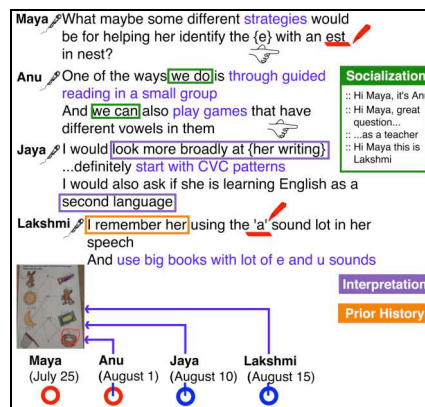 Maya What maybe some different strategies would
be for helping her identify the {e} with an est
in nest?
Anu One of the ways we do is through guided
reading in a small group
And we can also play games that have
different vowels in them
Jaya I would look more broadly at {her writing}
...definitely start with CVC patterns
I would also ask if she is learning English as a
second language
Lakshmi I remember her using the 'a' sound lot in her
speech
And use big books with lot of e and u sounds
Socialization
:: Hi Maya, it's Anu
:: Hi Maya, great
question...
:: ...as a teacher
:: Hi Maya this is
Lakshmi
Interpretation
Prior History
Maya Anu Jaya Lakshmi
(July 25) (August 1) (August 10) (August 15)